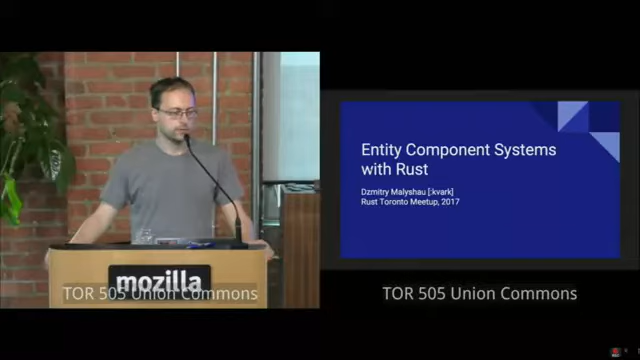 mozilla
TOR 505 Union Commons
Entity Component Systems
with Rust
Dzmitry Malyshau [:kvark]
Rust Toronto Meetup, 2017
TOR 505 Union Commons